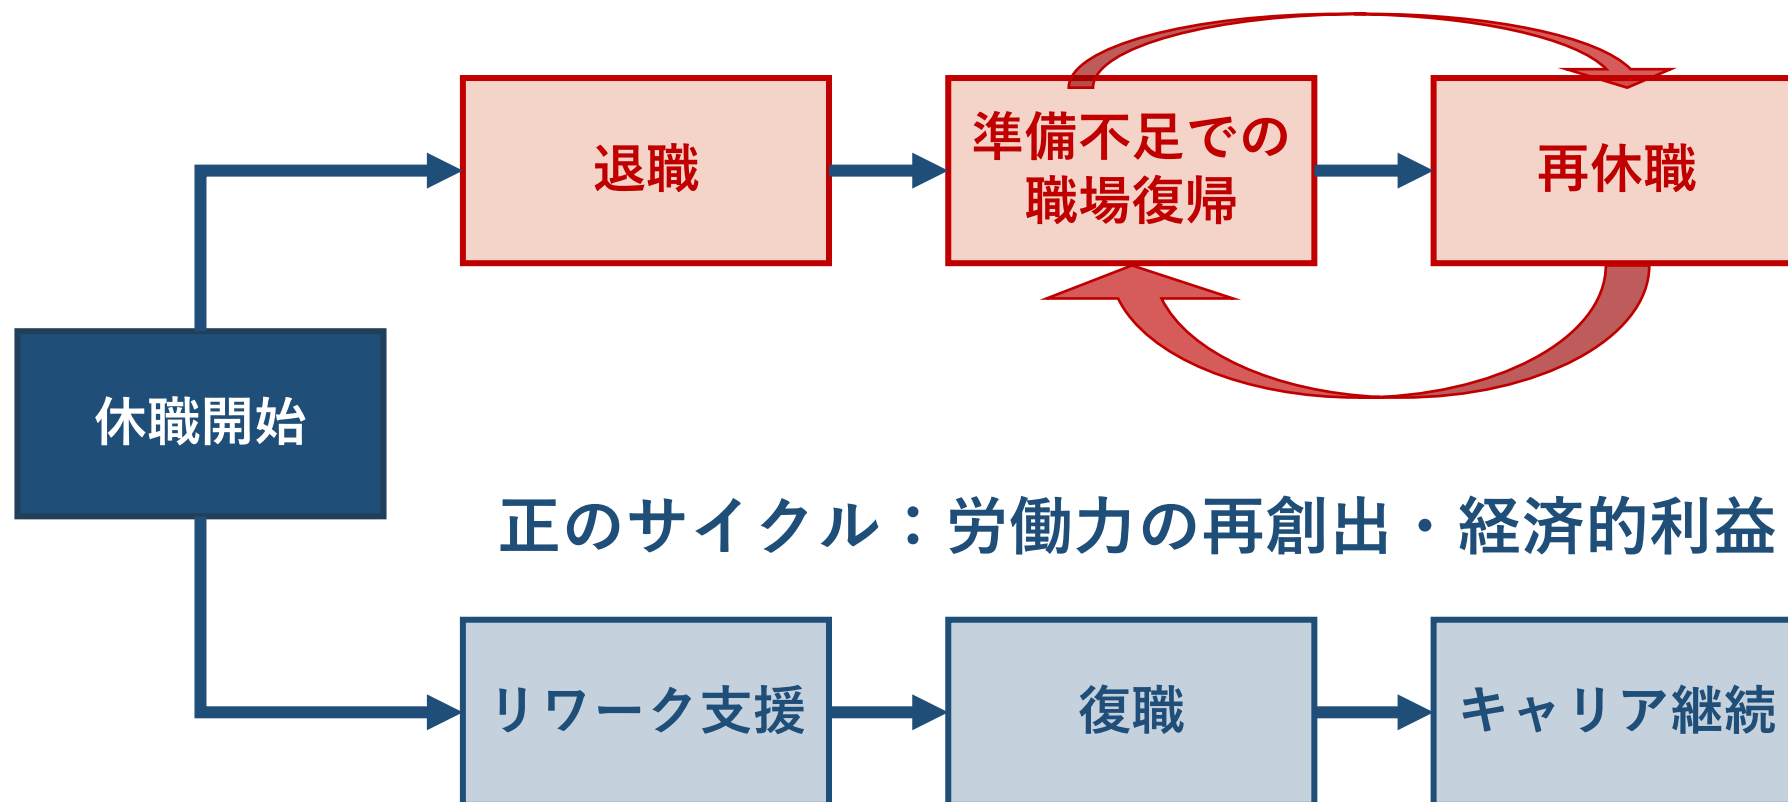 退職
準備不足での
職場復帰
再休職
休職開始
正のサイクル：労働力の再創出・経済的利益
リワーク支援
復職
キャリア継続